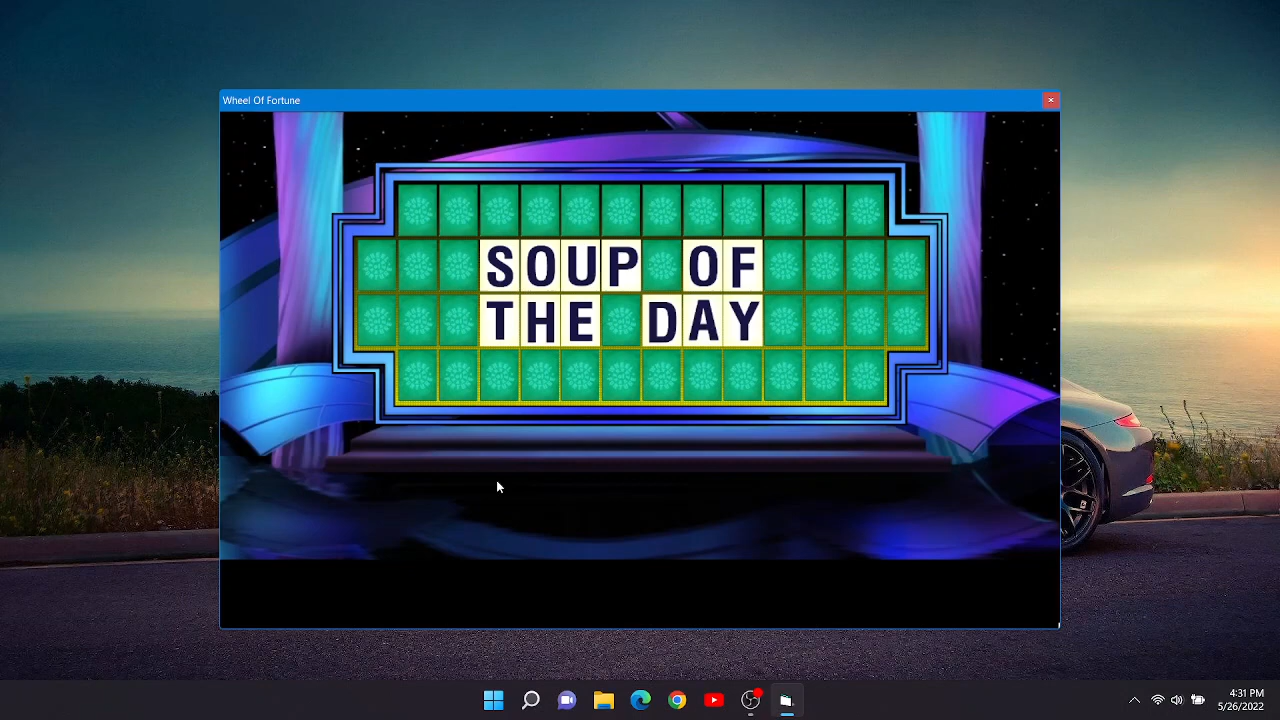 Wheel Of Fortune
SOUP OF
THE DAY
4:31 PM
5/26/2022